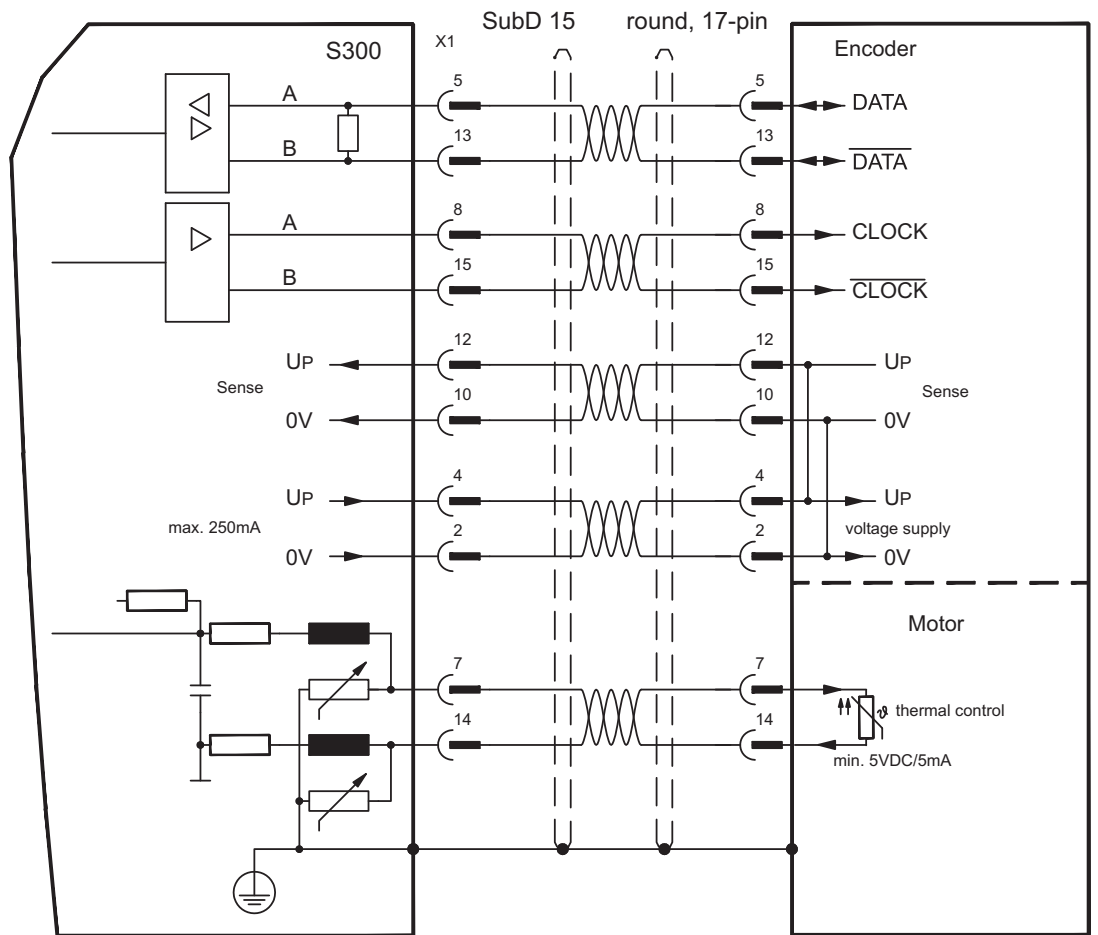 SubD 15 round, 17-pin
S300 X1 Encoder
A 5 5 DATA
B 13 13 DATA
A 8 8 CLOCK
B 15 15 CLOCK
UP 12 12 UP
Sense Sense
0V 10 10 0V
UP 4 4 UP
max. 250mA voltage supply
0V 2 2 0V
Motor
7 7
ϑ thermal control
14 14
min. 5VDC/5mA